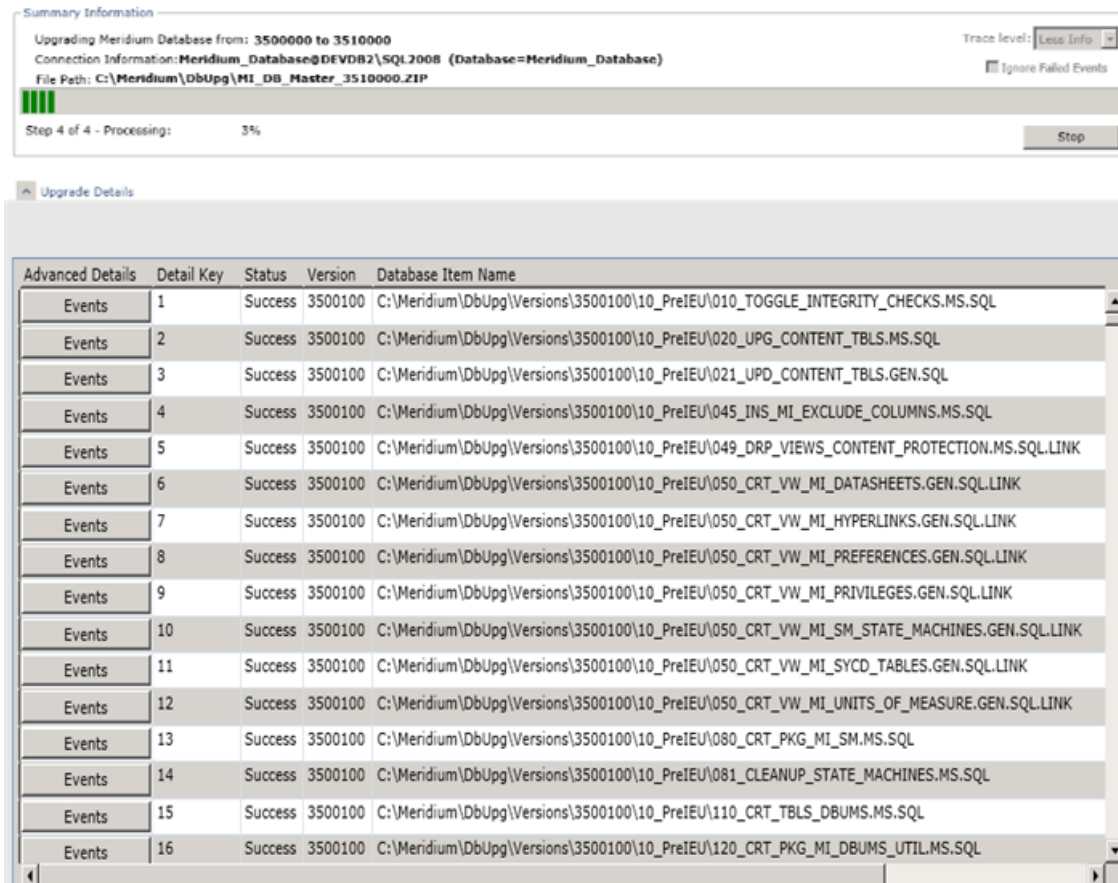 Summary Information
Upgrading Meridium Database from: 3500000 to 3510000
Trace level: Less Info
Connection Information:Meridium_Database@DEVDB2\SQL2008 (Database=Meridium_Database)
Ignore Failed Events
File Path: C:\Meridium\DbUpg\MI_DB_Master_3510000.ZIP
Step 4 of 4 - Processing: 3%
Stop
Upgrade Details
Advanced Details Detail Key Status Version Database Item Name
Events 1 Success 3500100 C:\Meridium\DbUpg\Versions\3500100\10_PreIEU\010_TOGGLE_INTEGRITY_CHECKS.MS.SQL
Events 2 Success 3500100 C:\Meridium\DbUpg\Versions\3500100\10_PreIEU\020_UPG_CONTENT_TBLS.MS.SQL
Events 3 Success 3500100 C:\Meridium\DbUpg\Versions\3500100\10_PreIEU\021_UPD_CONTENT_TBLS.GEN.SQL
Events 4 Success 3500100 C:\Meridium\DbUpg\Versions\3500100\10_PreIEU\045_INS_MI_EXCLUDE_COLUMNS.MS.SQL
Events 5 Success 3500100 C:\Meridium\DbUpg\Versions\3500100\10_PreIEU\049_DRP_VIEWS_CONTENT_PROTECTION.MS.SQL.LINK
Events 6 Success 3500100 C:\Meridium\DbUpg\Versions\3500100\10_PreIEU\050_CRT_VW_MI_DATASHEETS.GEN.SQL.LINK
Events 7 Success 3500100 C:\Meridium\DbUpg\Versions\3500100\10_PreIEU\050_CRT_VW_MI_HYPERLINKS.GEN.SQL.LINK
Events 8 Success 3500100 C:\Meridium\DbUpg\Versions\3500100\10_PreIEU\050_CRT_VW_MI_PREFERENCES.GEN.SQL.LINK
Events 9 Success 3500100 C:\Meridium\DbUpg\Versions\3500100\10_PreIEU\050_CRT_VW_MI_PRIVILEGES.GEN.SQL.LINK
Events 10 Success 3500100 C:\Meridium\DbUpg\Versions\3500100\10_PreIEU\050_CRT_VW_MI_SM_STATE_MACHINES.GEN.SQL.LINK
Events 11 Success 3500100 C:\Meridium\DbUpg\Versions\3500100\10_PreIEU\050_CRT_VW_MI_SYCD_TABLES.GEN.SQL.LINK
Events 12 Success 3500100 C:\Meridium\DbUpg\Versions\3500100\10_PreIEU\050_CRT_VW_MI_UNITS_OF_MEASURE.GEN.SQL.LINK
Events 13 Success 3500100 C:\Meridium\DbUpg\Versions\3500100\10_PreIEU\080_CRT_PKG_MI_SM.MS.SQL
Events 14 Success 3500100 C:\Meridium\DbUpg\Versions\3500100\10_PreIEU\081_CLEANUP_STATE_MACHINES.MS.SQL
Events 15 Success 3500100 C:\Meridium\DbUpg\Versions\3500100\10_PreIEU\110_CRT_TBLS_DBUMS.MS.SQL
Events 16 Success 3500100 C:\Meridium\DbUpg\Versions\3500100\10_PreIEU\120_CRT_PKG_MI_DBUMS_UTIL.MS.SQL